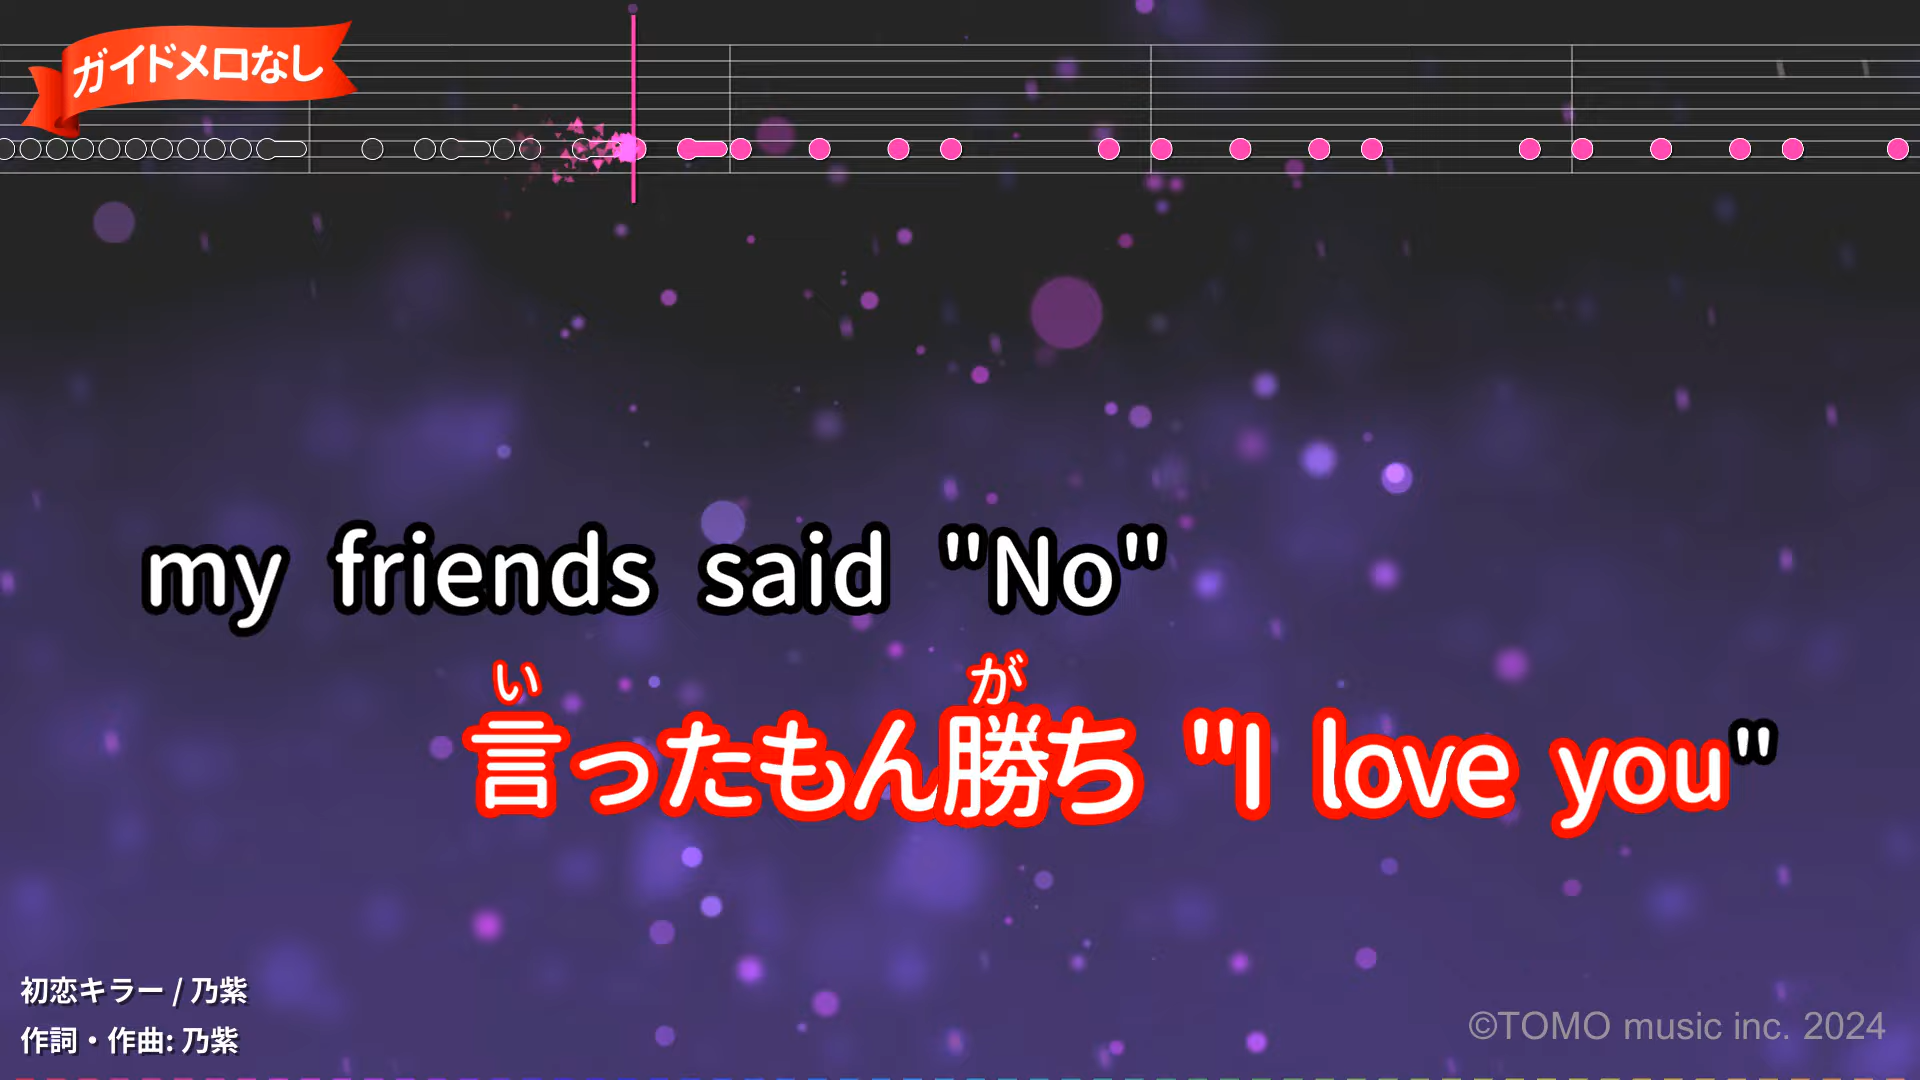 ガイドメロなし
my friends said "No"
い が
言ったもん勝ち "I love you"
初恋キラー / 乃紫
作詞・作曲: 乃紫
©TOMO music inc. 2024